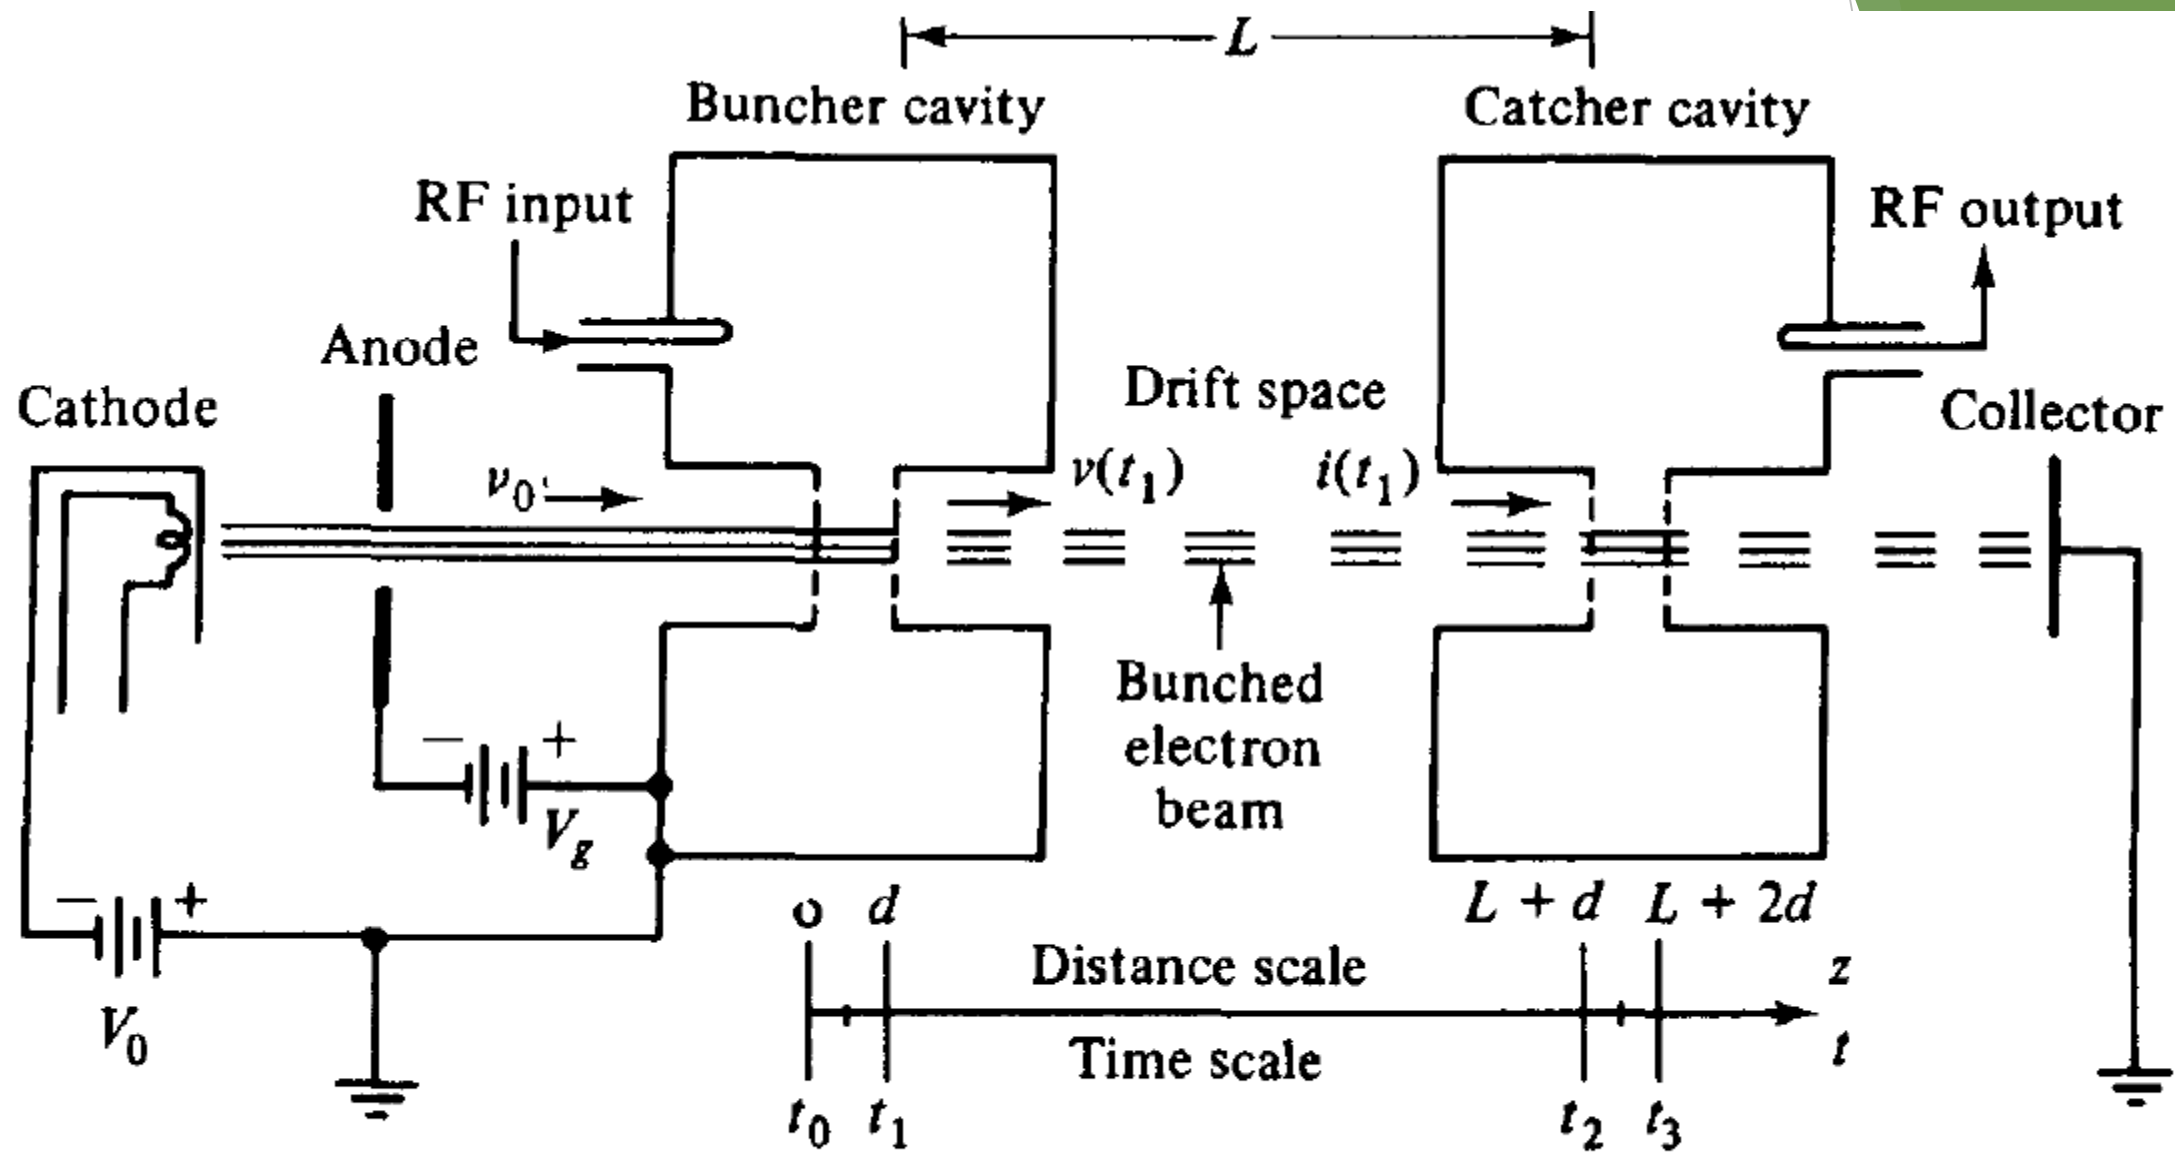 L
Buncher cavity
Catcher cavity
RF input
RF output
Anode
Drift space
Cathode
Collector
v0
v(t1)
i(t1)
Bunched
electron
beam
− +
Vg
− +
V0
o d
L + d L + 2d
Distance scale
z
Time scale
t
t0 t1
t2 t3